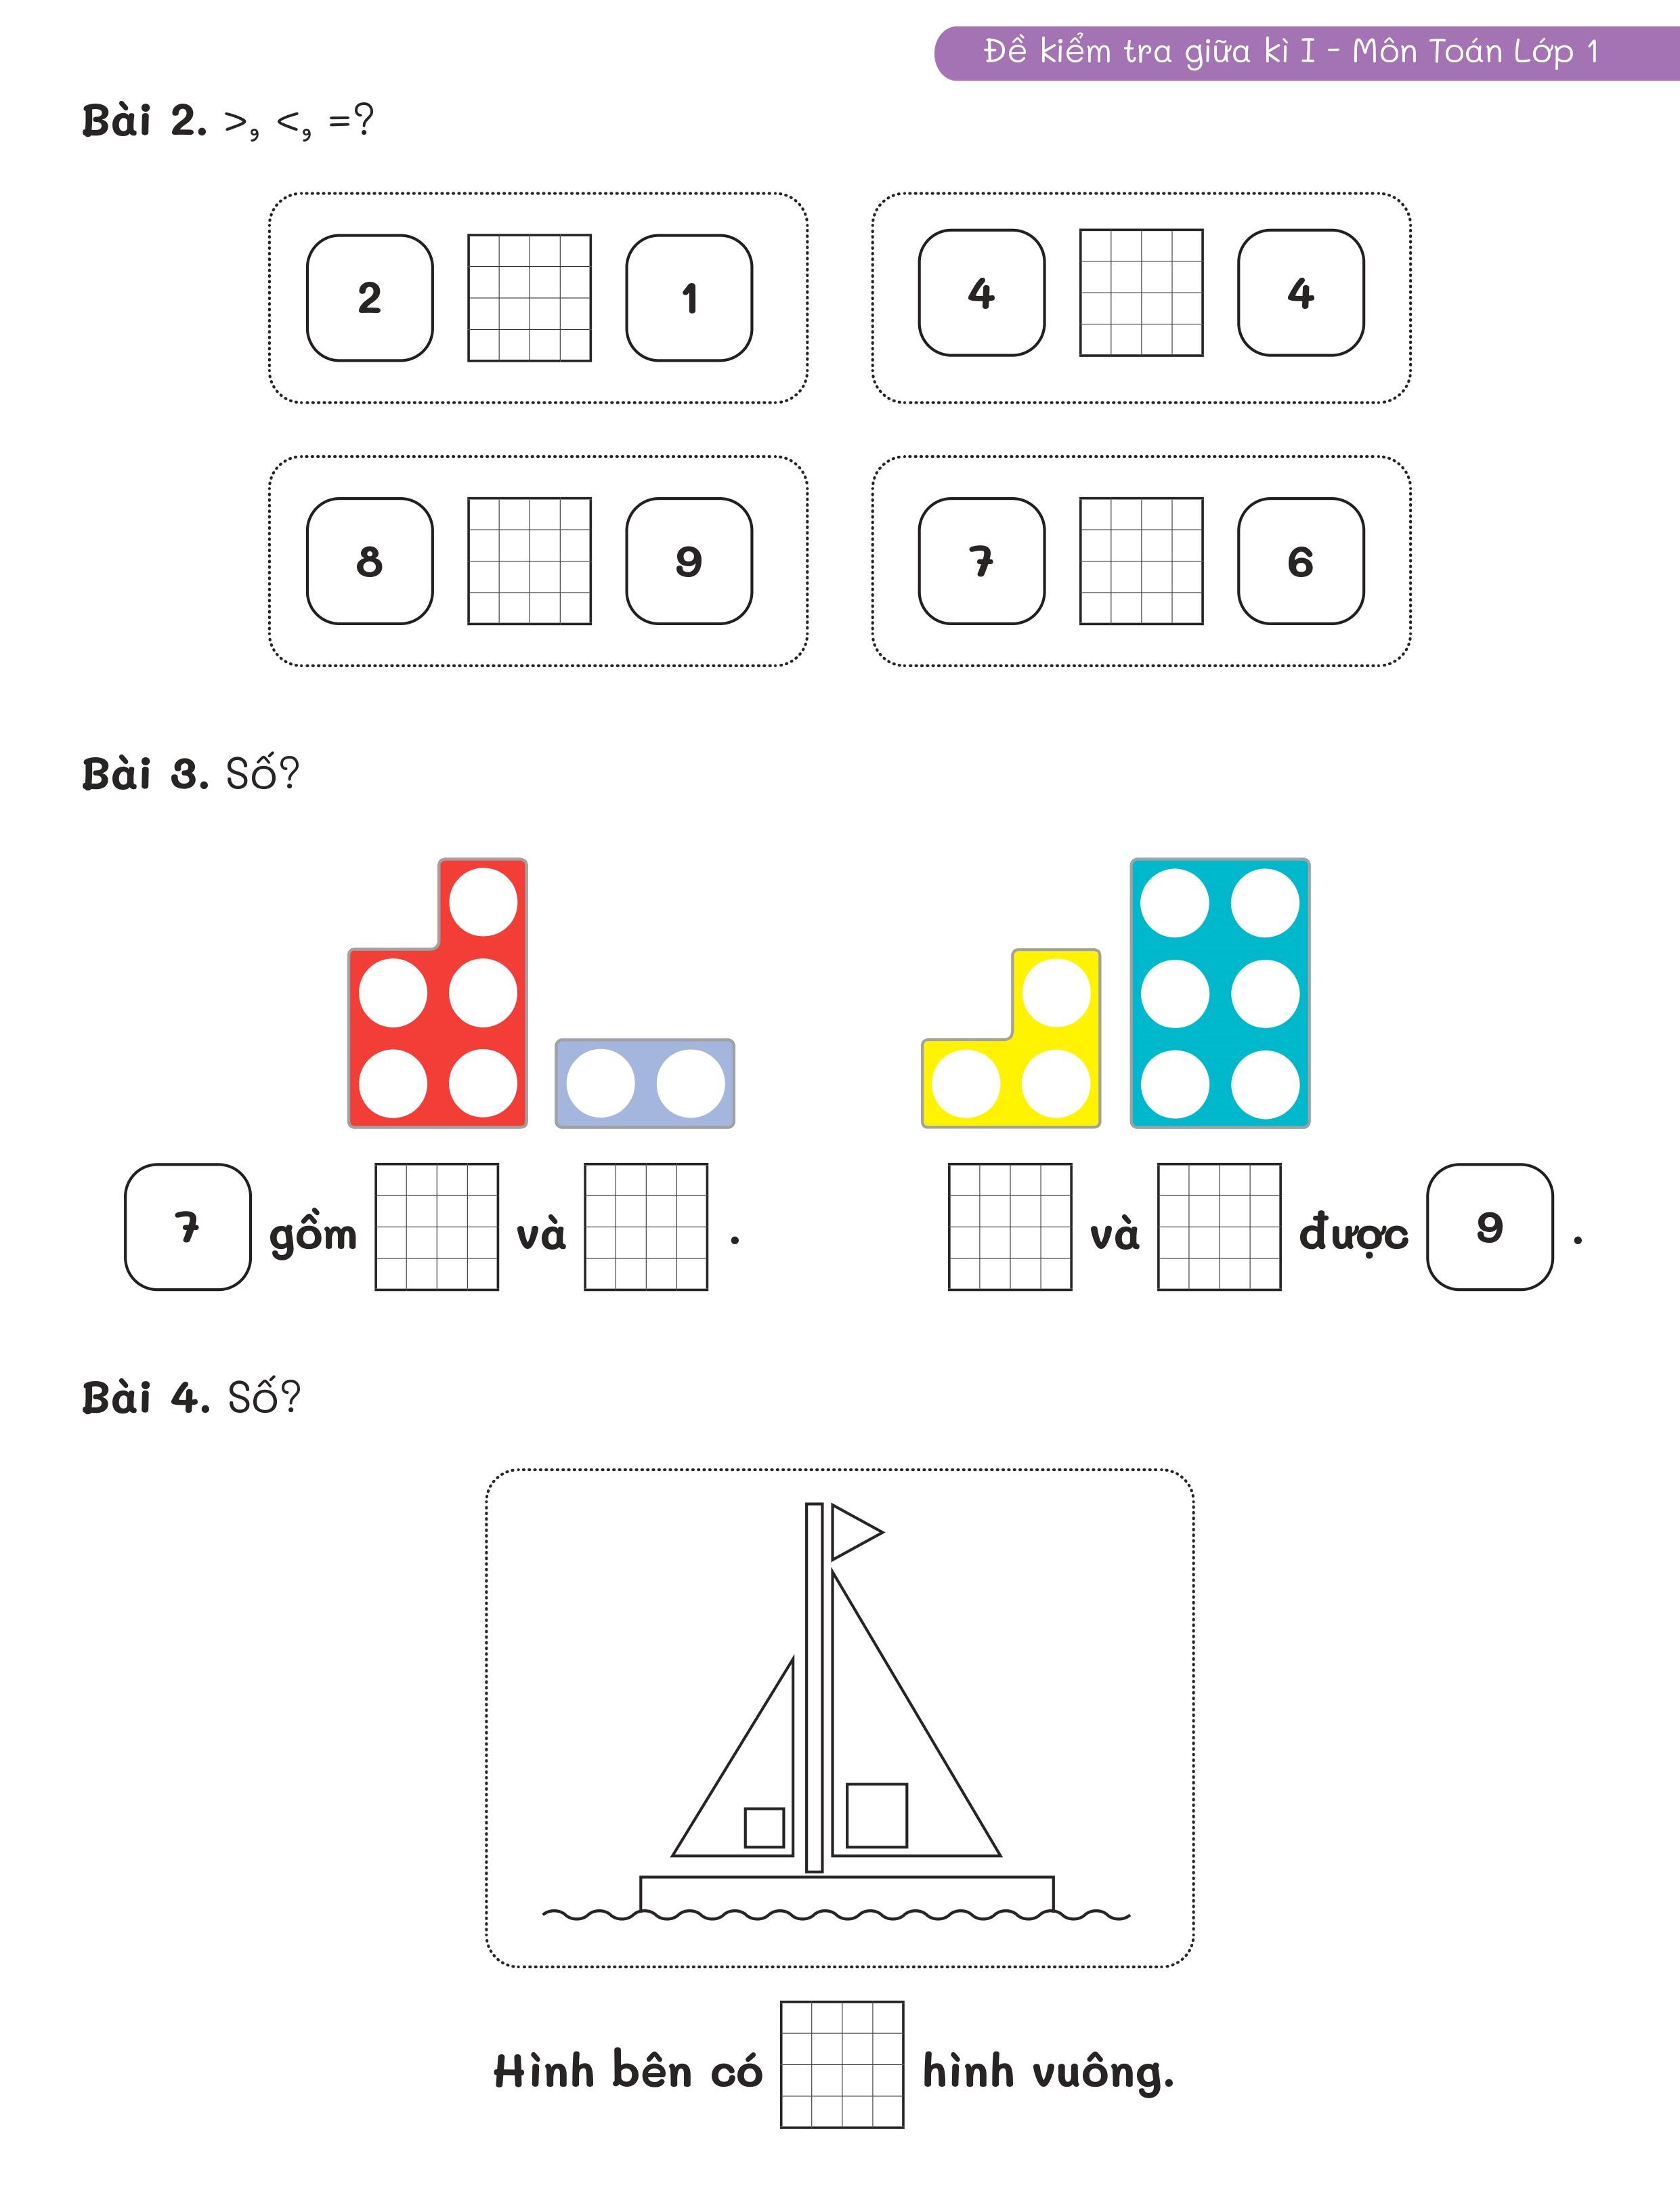 Đề kiểm tra giữa kì I - Môn Toán Lớp 1
Bài 2. >, <, =?
2 1 4 4
8 9 7 6
Bài 3. Số?
7 gồm và . và được 9 .
Bài 4. Số?
Hình bên có hình vuông.